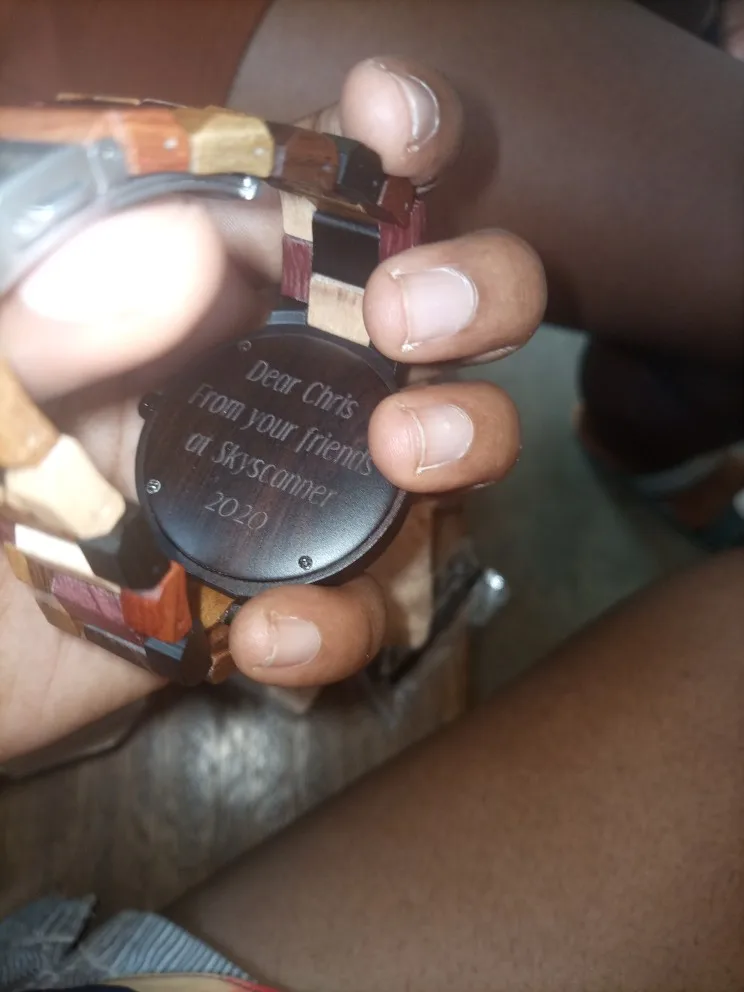 Dear Chris
From your friends
at Skyscanner
2020